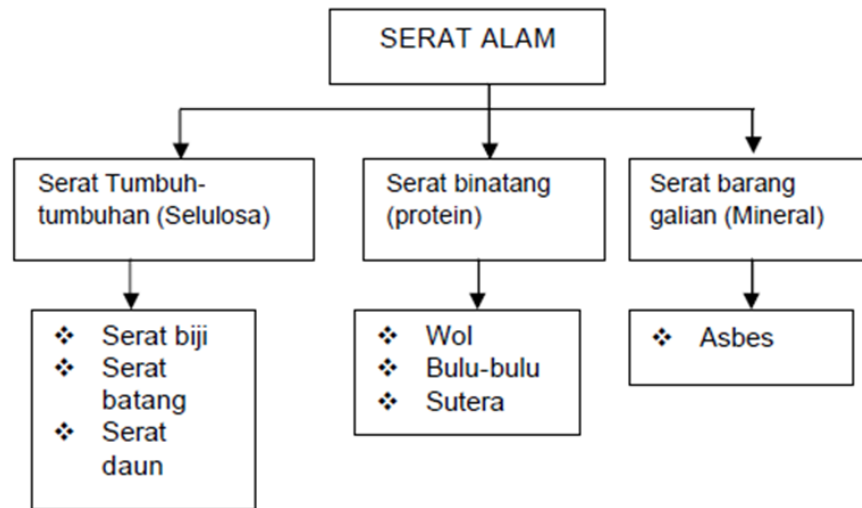 SERAT ALAM
Serat Tumbuh-
tumbuhan (Selulosa)
Serat binatang
(protein)
Serat barang
galian (Mineral)
❖ Serat biji
❖ Serat
batang
❖ Serat
daun
❖ Wol
❖ Bulu-bulu
❖ Sutera
❖ Asbes